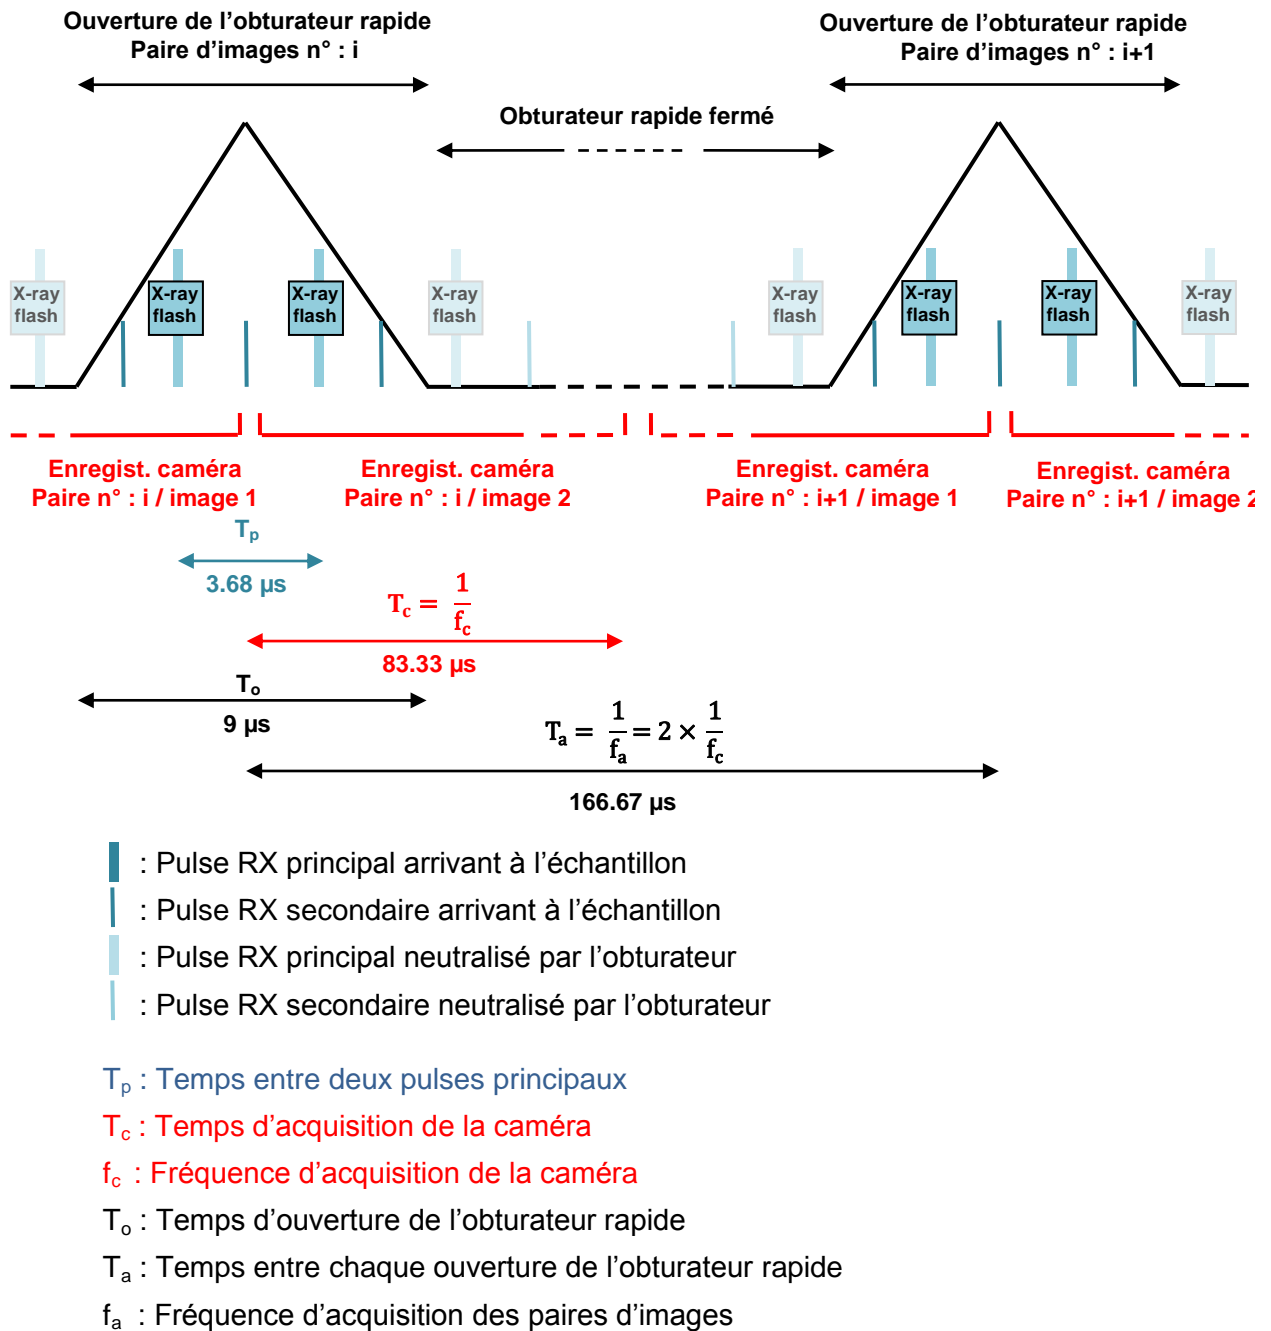 Ouverture de l’obturateur rapide
Paire d’images n° : i
Ouverture de l’obturateur rapide
Paire d’images n° : i+1
Obturateur rapide fermé
X-ray flash
X-ray flash
X-ray flash
X-ray flash
X-ray flash
X-ray flash
X-ray flash
X-ray flash
Enregist. caméra
Paire n° : i / image 1
Enregist. caméra
Paire n° : i / image 2
Enregist. caméra
Paire n° : i+1 / image 1
Enregist. caméra
Paire n° : i+1 / image 2
Tp
3.68 µs
Tc = 1/fc
83.33 µs
To
9 µs
Ta = 1/fa = 2 × 1/fc
166.67 µs
: Pulse RX principal arrivant à l’échantillon
: Pulse RX secondaire arrivant à l’échantillon
: Pulse RX principal neutralisé par l’obturateur
: Pulse RX secondaire neutralisé par l’obturateur
Tp : Temps entre deux pulses principaux
Tc : Temps d’acquisition de la caméra
fc : Fréquence d’acquisition de la caméra
To : Temps d’ouverture de l’obturateur rapide
Ta : Temps entre chaque ouverture de l’obturateur rapide
fa : Fréquence d’acquisition des paires d’images